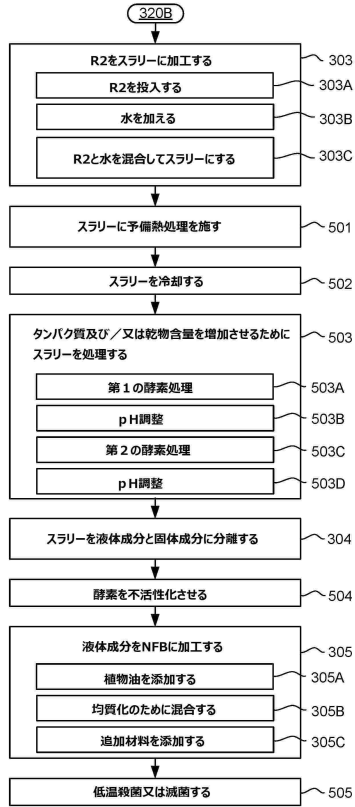 320B
R2をスラリーに加工する
303
R2を投入する
303A
水を加える
303B
R2と水を混合してスラリーにする
303C
スラリーに予備熱処理を施す
501
スラリーを冷却する
502
タンパク質及び／又は乾物含量を増加させるために
スラリーを処理する
503
第１の酵素処理
503A
ｐH調整
503B
第２の酵素処理
503C
ｐH調整
503D
スラリーを液体成分と固体成分に分離する
304
酵素を不活性化させる
504
液体成分をNFBに加工する
305
植物油を添加する
305A
均質化のために混合する
305B
追加材料を添加する
305C
低温殺菌又は滅菌する
505